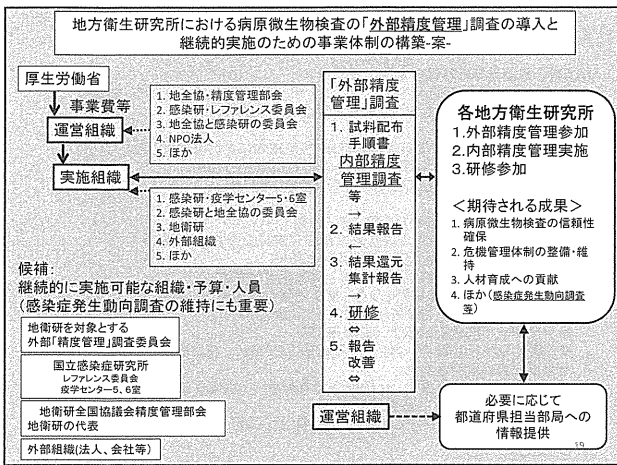 地方衛生研究所における病原微生物検査の「外部精度管理」調査の導入と
継続的実施のための事業体制の構築-案-
厚生労働省
事業費等
運営組織
実施組織
1. 地全協・精度管理部会
2. 感染研・レファレンス委員会
3. 地全協と感染研の委員会
4. NPO法人
5. ほか
1. 感染研・疫学センター5・6室
2. 感染研と地全協の委員会
3. 地衛研
4. 外部組織
5. ほか
候補:
継続的に実施可能な組織・予算・人員
(感染症発生動向調査の維持にも重要)
地衛研を対象とする
外部「精度管理」調査委員会
国立感染症研究所
レファレンス委員会
疫学センター5、6室
地衛研全国協議会精度管理部会
地衛研の代表
外部組織(法人、会社等)
「外部精度
管理」調査
1. 試料配布
手順書
内部精度
管理調査
等
→
2. 結果報告
←
3. 結果還元
集計報告
→
4. 研修
⇔
5. 報告
改善
⇔
運営組織
各地方衛生研究所
1.外部精度管理参加
2.内部精度管理実施
3.研修参加
<期待される成果>
1. 病原微生物検査の信頼性
確保
2. 危機管理体制の整備・維
持
3. 人材育成への貢献
4. ほか(感染症発生動向調査
等)
必要に応じて
都道府県担当部局への
情報提供
19